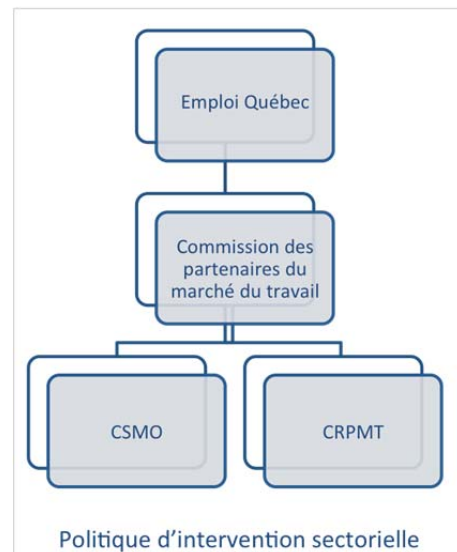 Emploi Québec
Commission des
partenaires du
marché du travail
CSMO
CRPMT
Politique d’intervention sectorielle